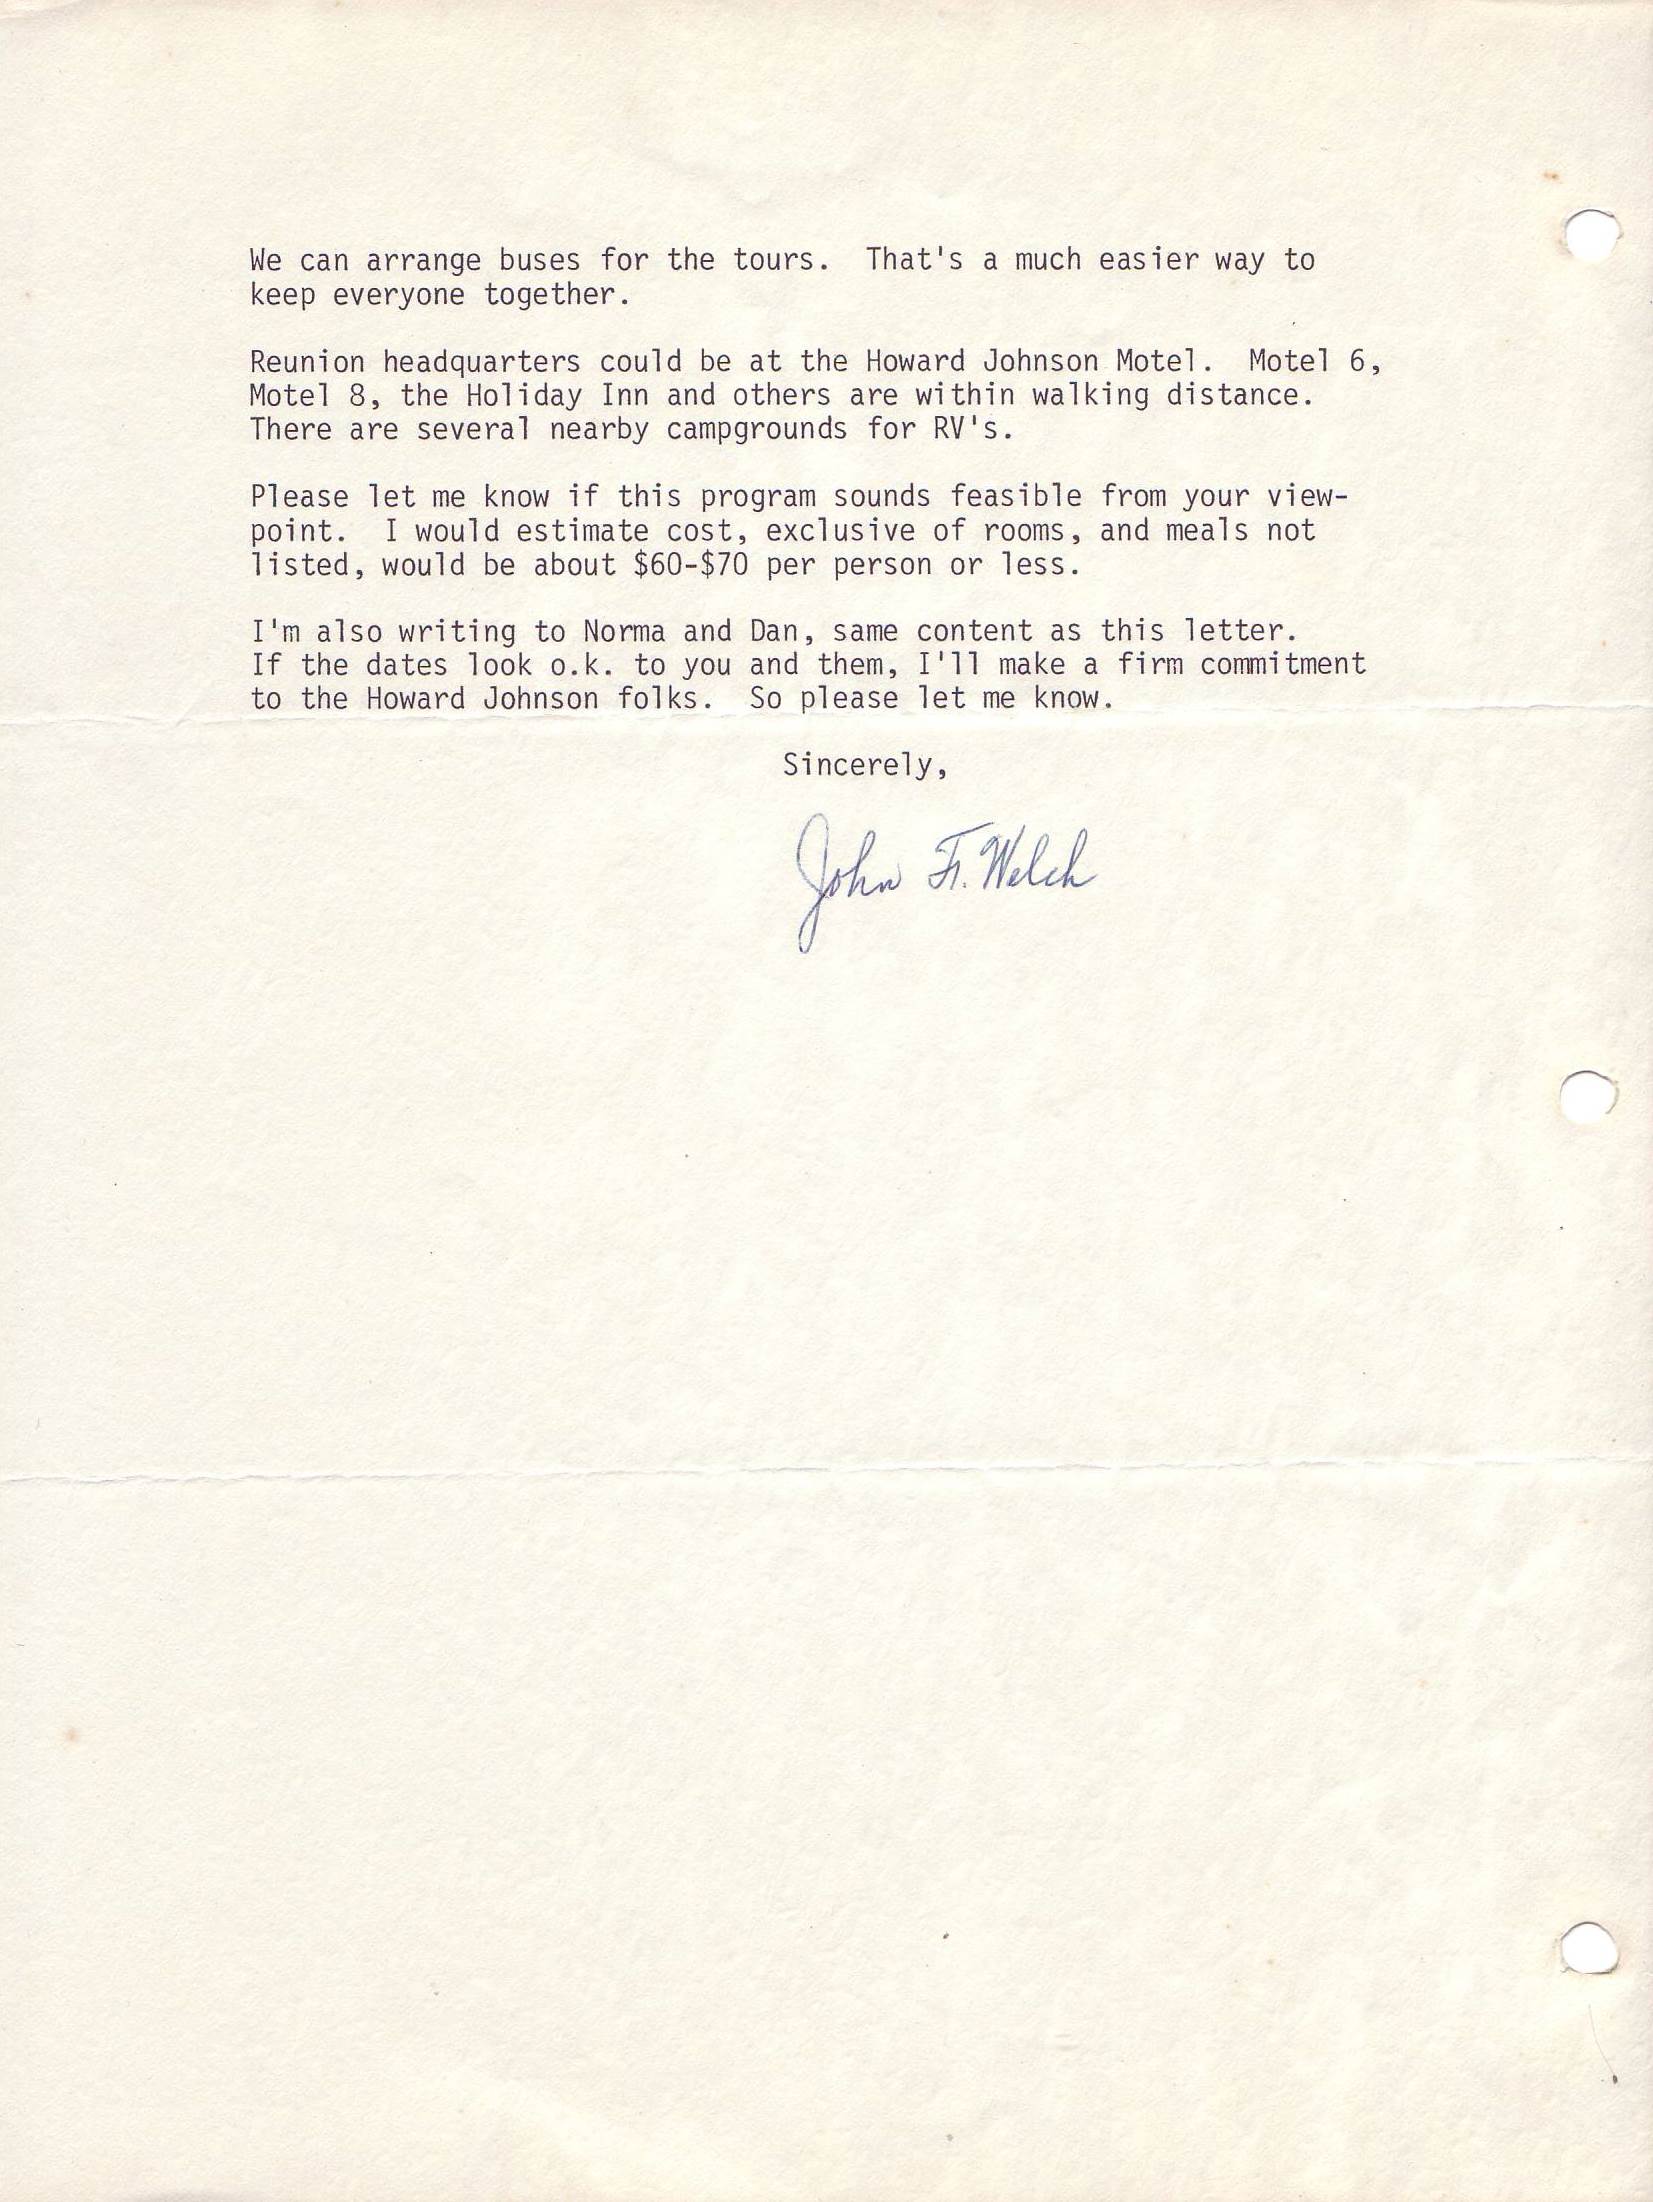 We can arrange buses for the tours.  That's a much easier way to
keep everyone together.
Reunion headquarters could be at the Howard Johnson Motel.  Motel 6,
Motel 8, the Holiday Inn and others are within walking distance.
There are several nearby campgrounds for RV's.
Please let me know if this program sounds feasible from your view-
point.  I would estimate cost, exclusive of rooms, and meals not
listed, would be about $60-$70 per person or less.
I'm also writing to Norma and Dan, same content as this letter.
If the dates look o.k. to you and them, I'll make a firm commitment
to the Howard Johnson folks.  So please let me know.
Sincerely,
John F. Welch